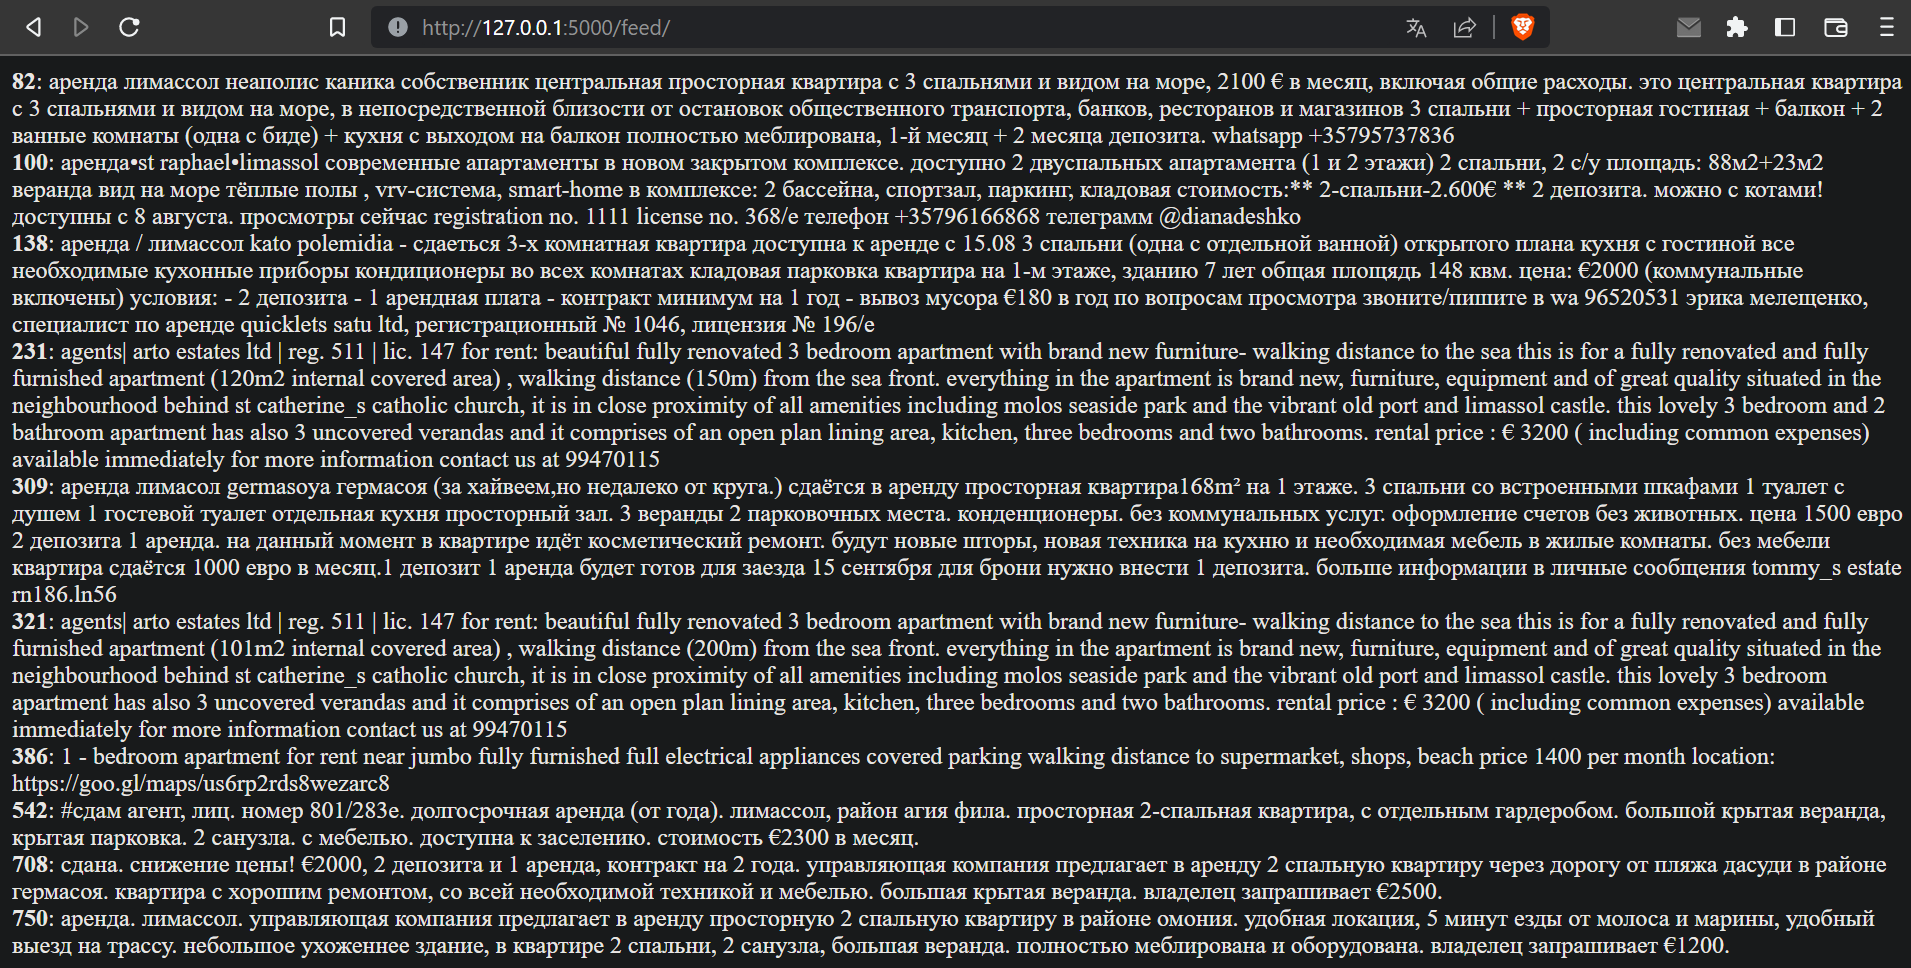 http://127.0.0.1:5000/feed/
82: аренда лимассол неаполис каника собственник центральная просторная квартира с 3 спальнями и видом на море, 2100 € в месяц, включая общие расходы. это центральная квартира
с 3 спальнями и видом на море, в непосредственной близости от остановок общественного транспорта, банков, ресторанов и магазинов 3 спальни + просторная гостиная + балкон + 2
ванные комнаты (одна с биде) + кухня с выходом на балкон полностью меблирована, 1-й месяц + 2 месяца депозита. whatsapp +35795737836
100: аренда•st raphael•limassol современные апартаменты в новом закрытом комплексе. доступно 2 двуспальных апартамента (1 и 2 этажи) 2 спальни, 2 с/у площадь: 88м2+23м2
веранда вид на море тёплые полы , vrv-система, smart-home в комплексе: 2 бассейна, спортзал, паркинг, кладовая стоимость:** 2-спальни-2.600€ ** 2 депозита. можно с котами!
доступны с 8 августа. просмотры сейчас registration no. 1111 license no. 368/e телефон +35796166868 телеграмм @dianadeshko
138: аренда / лимассол kato polemidia - сдаеться 3-х комнатная квартира доступна к аренде с 15.08 3 спальни (одна с отдельной ванной) открытого плана кухня с гостиной все
необходимые кухонные приборы кондиционеры во всех комнатах кладовая парковка квартира на 1-м этаже, зданию 7 лет общая площядь 148 квм. цена: €2000 (коммунальные
включены) условия: - 2 депозита - 1 арендная плата - контракт минимум на 1 год - вывоз мусора €180 в год по вопросам просмотра звоните/пишите в wa 96520531 эрика мелещенко,
специалист по аренде quicklets satu ltd, регистрационный № 1046, лицензия № 196/e
231: agents| arto estates ltd | reg. 511 | lic. 147 for rent: beautiful fully renovated 3 bedroom apartment with brand new furniture- walking distance to the sea this is for a fully renovated and fully
furnished apartment (120m2 internal covered area) , walking distance (150m) from the sea front. everything in the apartment is brand new, furniture, equipment and of great quality situated in the
neighbourhood behind st catherine_s catholic church, it is in close proximity of all amenities including molos seaside park and the vibrant old port and limassol castle. this lovely 3 bedroom and 2
bathroom apartment has also 3 uncovered verandas and it comprises of an open plan lining area, kitchen, three bedrooms and two bathrooms. rental price : € 3200 ( including common expenses)
available immediately for more information contact us at 99470115
309: аренда лимасол germasoya гермасоя (за хайвеем,но недалеко от круга.) сдаётся в аренду просторная квартира168m² на 1 этаже. 3 спальни со встроенными шкафами 1 туалет с
душем 1 гостевой туалет отдельная кухня просторный зал. 3 веранды 2 парковочных места. конденционеры. без коммунальных услуг. оформление счетов без животных. цена 1500 евро
2 депозита 1 аренда. на данный момент в квартире идёт косметический ремонт. будут новые шторы, новая техника на кухню и необходимая мебель в жилые комнаты. без мебели
квартира сдаётся 1000 евро в месяц.1 депозит 1 аренда будет готов для заезда 15 сентября для брони нужно внести 1 депозита. больше информации в личные сообщения tommy_s estate
rn186.ln56
321: agents| arto estates ltd | reg. 511 | lic. 147 for rent: beautiful fully renovated 3 bedroom apartment with brand new furniture- walking distance to the sea this is for a fully renovated and fully
furnished apartment (101m2 internal covered area) , walking distance (200m) from the sea front. everything in the apartment is brand new, furniture, equipment and of great quality situated in the
neighbourhood behind st catherine_s catholic church, it is in close proximity of all amenities including molos seaside park and the vibrant old port and limassol castle. this lovely 3 bedroom
apartment has also 3 uncovered verandas and it comprises of an open plan lining area, kitchen, three bedrooms and two bathrooms. rental price : € 3200 ( including common expenses) available
immediately for more information contact us at 99470115
386: 1 - bedroom apartment for rent near jumbo fully furnished full electrical appliances covered parking walking distance to supermarket, shops, beach price 1400 per month location:
https://goo.gl/maps/us6rp2rds8wezarc8
542: #сдам агент, лиц. номер 801/283e. долгосрочная аренда (от года). лимассол, район агия фила. просторная 2-спальная квартира, с отдельным гардеробом. большой крытая веранда,
крытая парковка. 2 санузла. с мебелью. доступна к заселению. стоимость €2300 в месяц.
708: сдана. снижение цены! €2000, 2 депозита и 1 аренда, контракт на 2 года. управляющая компания предлагает в аренду 2 спальную квартиру через дорогу от пляжа дасуди в районе
гермасоя. квартира с хорошим ремонтом, со всей необходимой техникой и мебелью. большая крытая веранда. владелец запрашивает €2500.
750: аренда. лимассол. управляющая компания предлагает в аренду просторную 2 спальную квартиру в районе омония. удобная локация, 5 минут езды от молоса и марины, удобный
выезд на трассу. небольшое ухоженнее здание, в квартире 2 спальни, 2 санузла, большая веранда. полностью меблирована и оборудована. владелец запрашивает €1200.